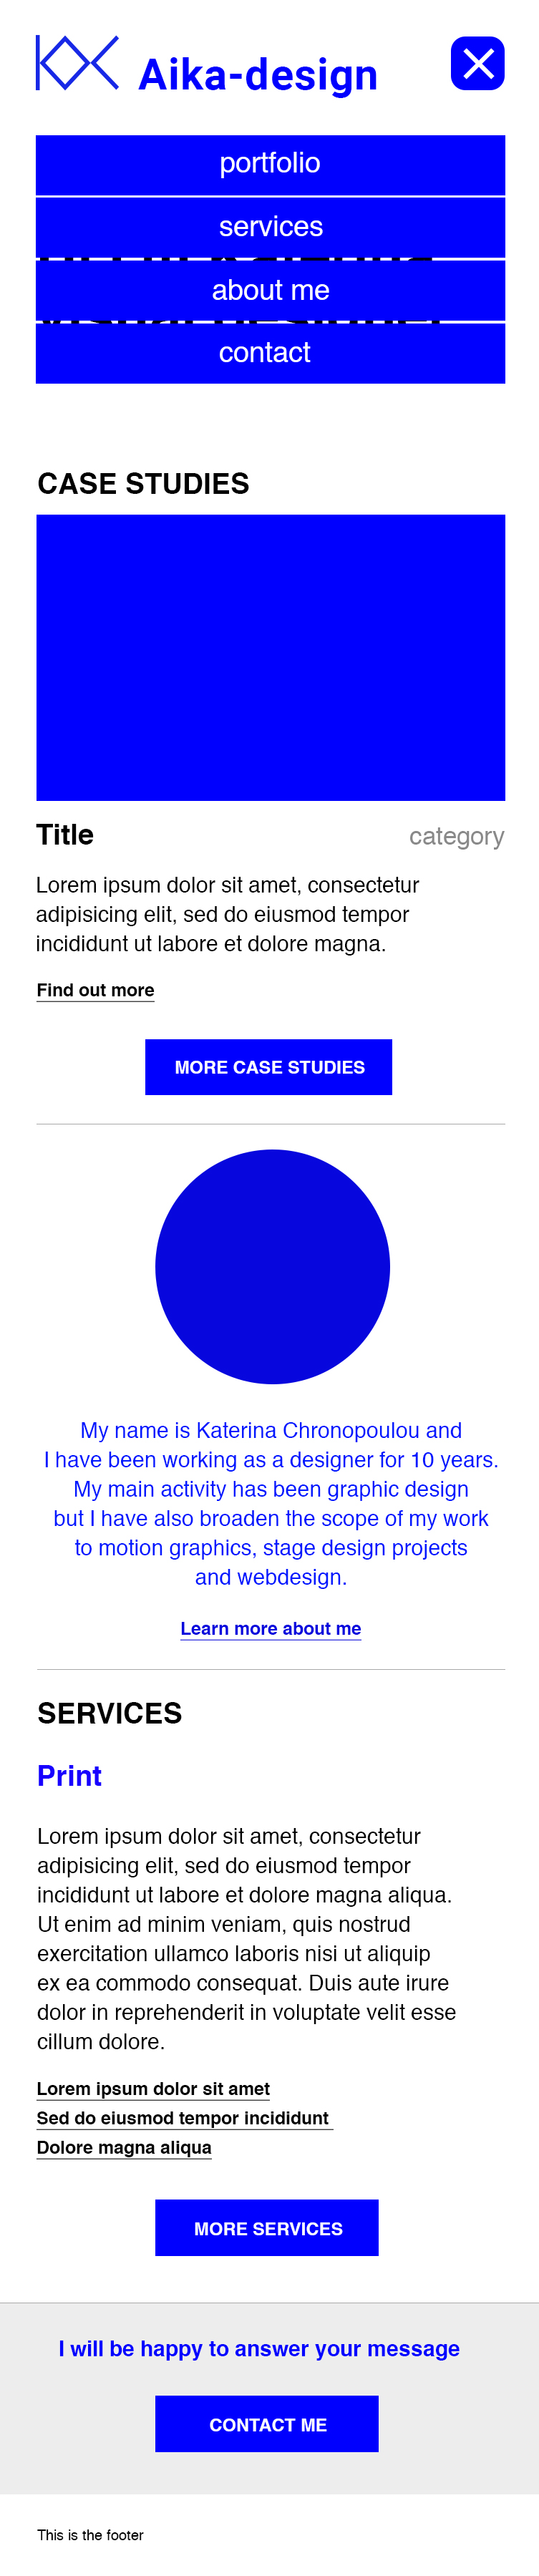 Aika-design
portfolio
services
about me
contact
CASE STUDIES
Title
category
Lorem ipsum dolor sit amet, consectetur
adipisicing elit, sed do eiusmod tempor
incididunt ut labore et dolore magna.
Find out more
MORE CASE STUDIES
My name is Katerina Chronopoulou and
I have been working as a designer for 10 years.
My main activity has been graphic design
but I have also broaden the scope of my work
to motion graphics, stage design projects
and webdesign.
Learn more about me
SERVICES
Print
Lorem ipsum dolor sit amet, consectetur
adipisicing elit, sed do eiusmod tempor
incididunt ut labore et dolore magna aliqua.
Ut enim ad minim veniam, quis nostrud
exercitation ullamco laboris nisi ut aliquip
ex ea commodo consequat. Duis aute irure
dolor in reprehenderit in voluptate velit esse
cillum dolore.
Lorem ipsum dolor sit amet
Sed do eiusmod tempor incididunt
Dolore magna aliqua
MORE SERVICES
I will be happy to answer your message
CONTACT ME
This is the footer